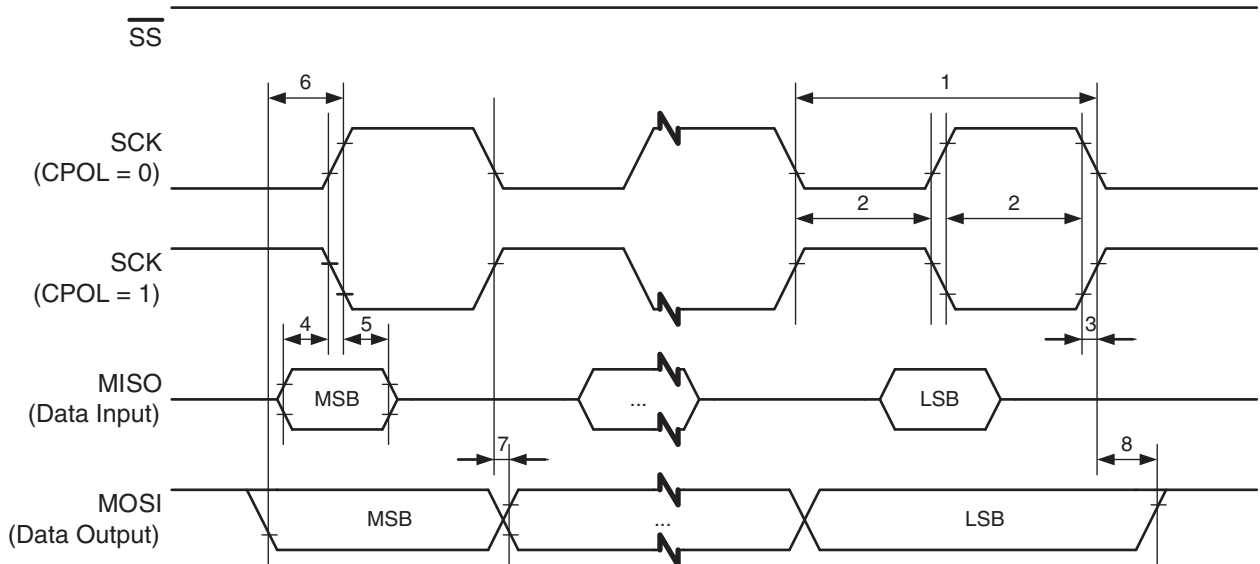 SS
6
1
SCK
(CPOL = 0)
2
2
SCK
(CPOL = 1)
4
5
3
MISO
(Data Input)
MSB
...
LSB
7
8
MOSI
(Data Output)
MSB
...
LSB